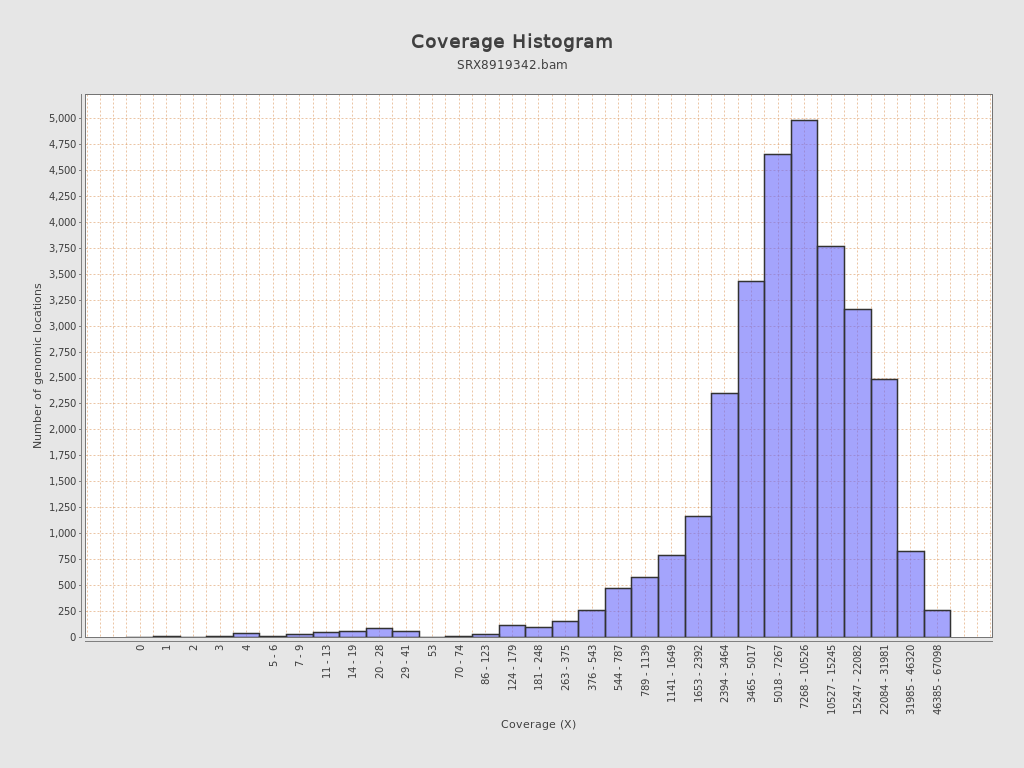 Coverage Histogram
SRX8919342.bam
Number of genomic locations
5,000
4,750
4,500
4,250
4,000
3,750
3,500
3,250
3,000
2,750
2,500
2,250
2,000
1,750
1,500
1,250
1,000
750
500
250
0
0
1
2
3
4
5 - 6
7 - 9
11 - 13
14 - 19
20 - 28
29 - 41
53
70 - 74
86 - 123
124 - 179
181 - 248
263 - 375
376 - 543
544 - 787
789 - 1139
1141 - 1649
1653 - 2392
2394 - 3464
3465 - 5017
5018 - 7267
7268 - 10526
10527 - 15245
15247 - 22082
22084 - 31981
31985 - 46320
46385 - 67098
Coverage (X)